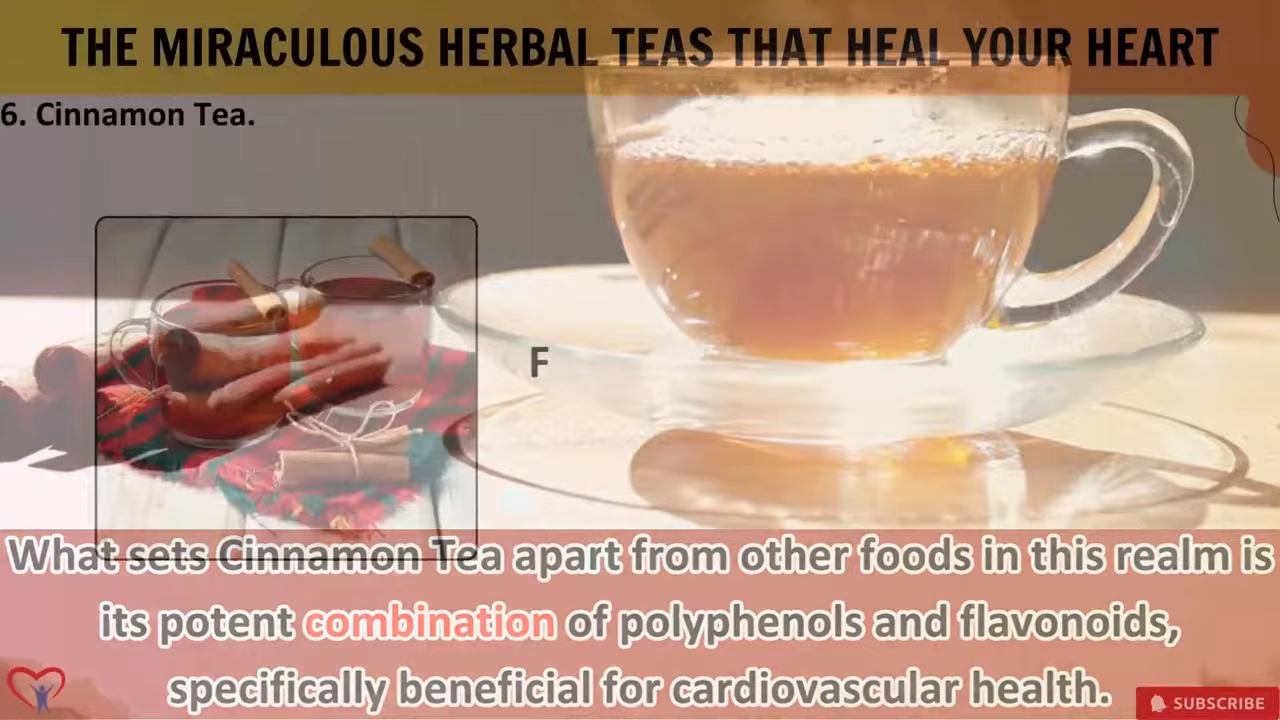 THE MIRACULOUS HERBAL TEAS THAT HEAL YOUR HEART
6. Cinnamon Tea.
F
What sets Cinnamon Tea apart from other foods in this realm is
its potent combination of polyphenols and flavonoids,
specifically beneficial for cardiovascular health.
SUBSCRIBE